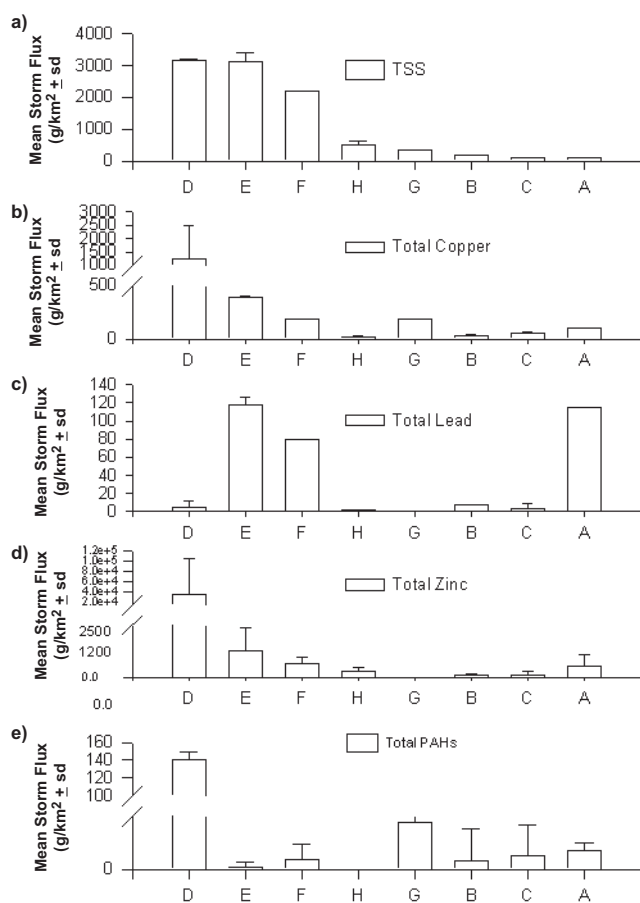 a)
Mean Storm Flux
(g/km² ± sd)
4000
3000
2000
1000
0
TSS
D E F H G B C A
b)
Mean Storm Flux
(g/km² ± sd)
3000
2500
2000
1500
1000
500
0
Total Copper
D E F H G B C A
c)
Mean Storm Flux
(g/km² ± sd
140
120
100
80
60
40
20
0
Total Lead
D E F H G B C A
d)
Mean Storm Flux
(g/km² ± sd
1.2e+5
1.0e+5
8.0e+4
6.0e+4
4.0e+4
2.0e+4
2500
1200
0.0
0.0
Total Zinc
D E F H G B C A
e)
Mean Storm Flux
(g/km² ± sd
160
140
120
100
0
Total PAHs
D E F H G B C A